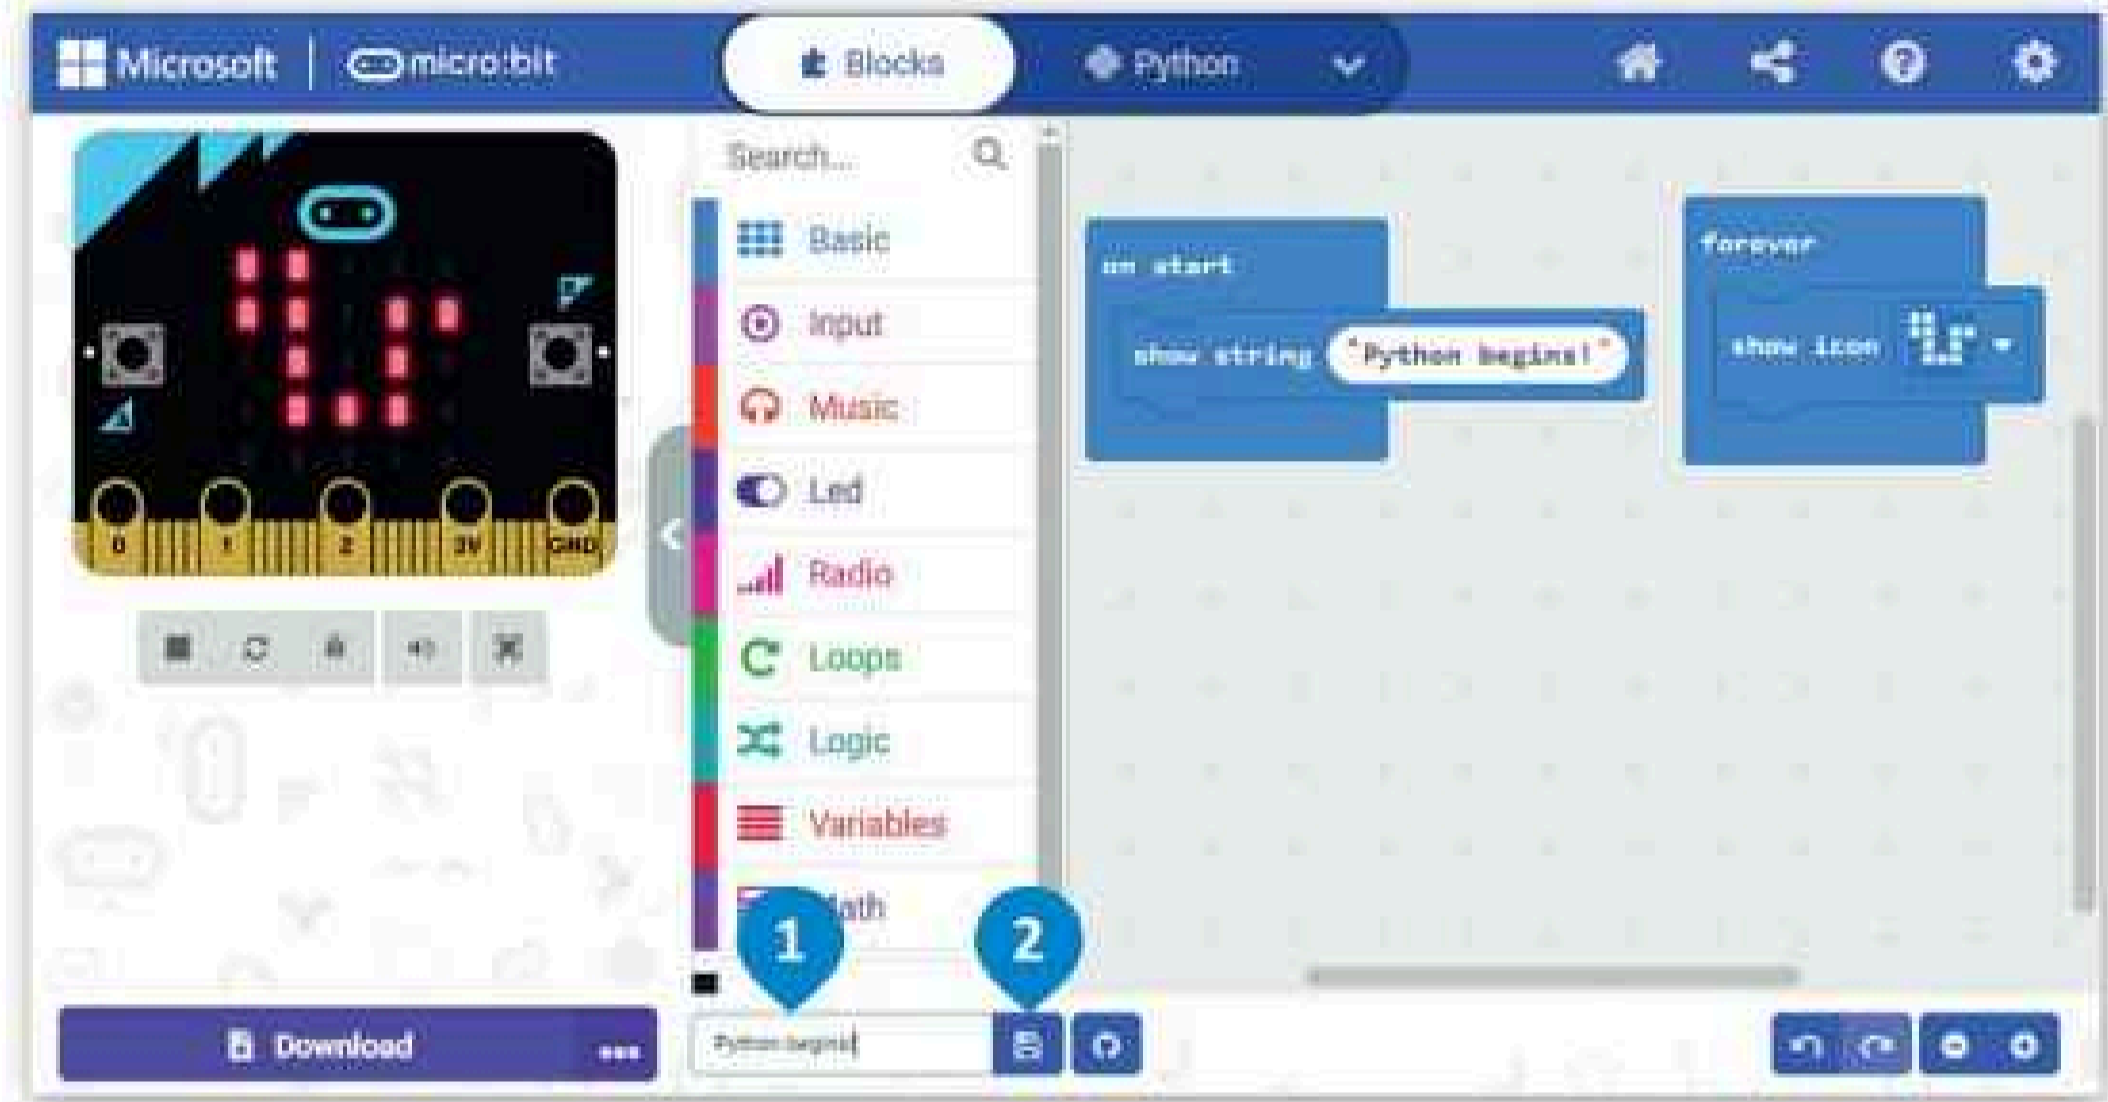 Microsoft
micro:bit
Blocks
Python
Search...
Basic
Input
Music
Led
Radio
Loops
Logic
Variables
Math
on start
show string "Python begins!"
forever
show icon
0 1 2 3V GND
1
2
Download
Python begins